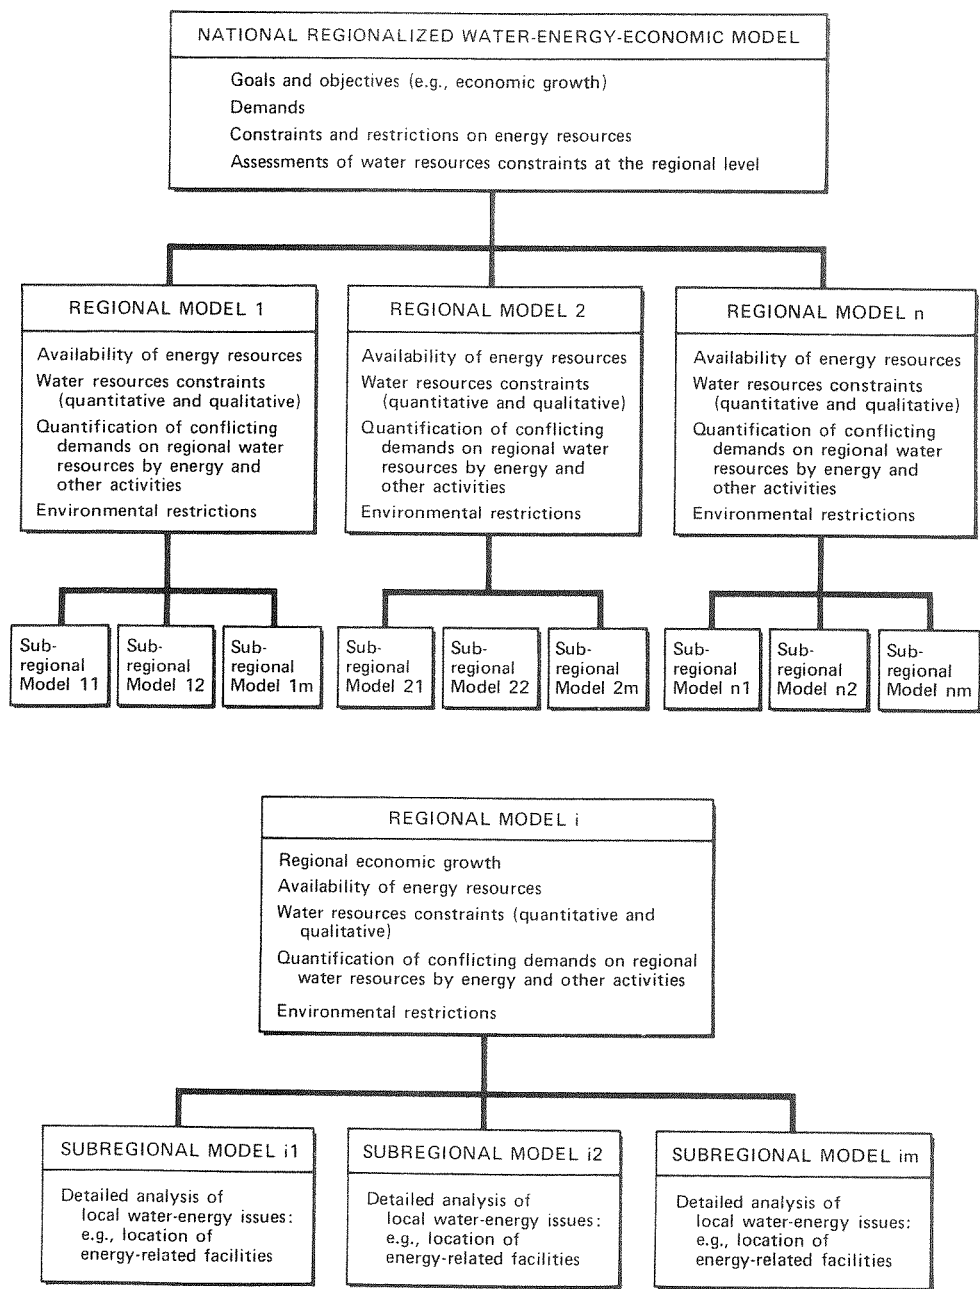 NATIONAL REGIONALIZED WATER-ENERGY-ECONOMIC MODEL
Goals and objectives (e.g., economic growth)
Demands
Constraints and restrictions on energy resources
Assessments of water resources constraints at the regional level
REGIONAL MODEL 1
Availability of energy resources
Water resources constraints
(quantitative and qualitative)
Quantification of conflicting
demands on regional water
resources by energy and
other activities
Environmental restrictions
REGIONAL MODEL 2
Availability of energy resources
Water resources constraints
(quantitative and qualitative)
Quantification of conflicting
demands on regional water
resources by energy and
other activities
Environmental restrictions
REGIONAL MODEL n
Availability of energy resources
Water resources constraints
(quantitative and qualitative)
Quantification of conflicting
demands on regional water
resources by energy and
other activities
Environmental restrictions
Sub-
regional
Model 11
Sub-
regional
Model 12
Sub-
regional
Model 1m
Sub-
regional
Model 21
Sub-
regional
Model 22
Sub-
regional
Model 2m
Sub-
regional
Model n1
Sub-
regional
Model n2
Sub-
regional
Model nm
REGIONAL MODEL i
Regional economic growth
Availability of energy resources
Water resources constraints (quantitative and
qualitative)
Quantification of conflicting demands on regional
water resources by energy and other activities
Environmental restrictions
SUBREGIONAL MODEL i1
Detailed analysis of
local water-energy issues:
e.g., location of
energy-related facilities
SUBREGIONAL MODEL i2
Detailed analysis of
local water-energy issues:
e.g., location of
energy-related facilities
SUBREGIONAL MODEL im
Detailed analysis of
local water-energy issues:
e.g., location of
energy-related facilities